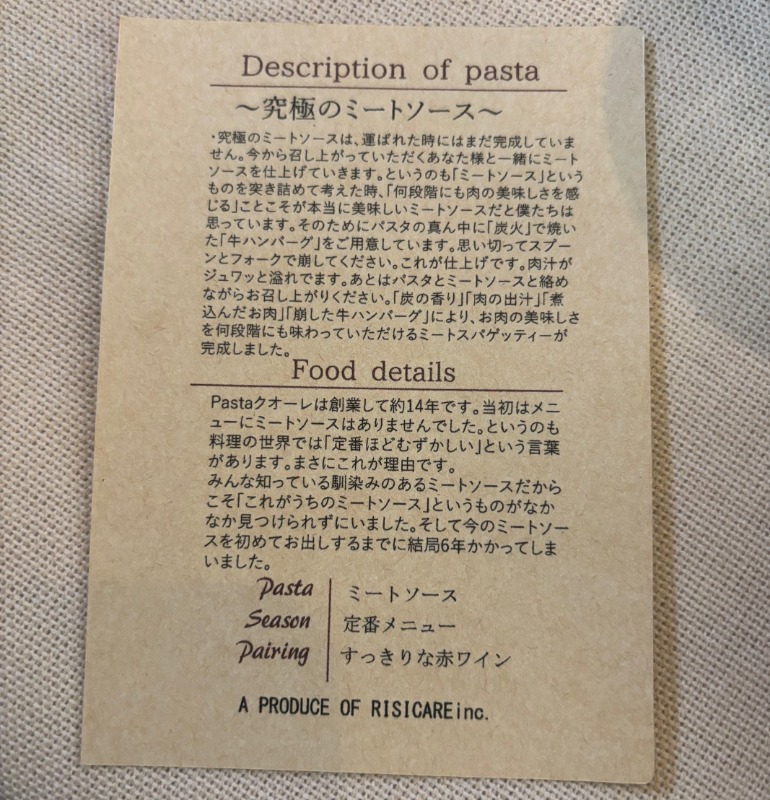 Description of pasta
～究極のミートソース～
・究極のミートソースは、運ばれた時にはまだ完成していま
せん。今から召し上がっていただくあなた様と一緒にミート
ソースを仕上げていきます。というのも「ミートソース」という
ものを突き詰めて考えた時、「何段階にも肉の美味しさを感
じる」ことこそが本当に美味しいミートソースだと僕たちは
思っています。そのためにパスタの真ん中に「炭火」で焼い
た「牛ハンバーグ」をご用意しています。思い切ってスプー
ンとフォークで崩してください。これが仕上げです。肉汁が
ジュワッと溢れでます。あとはパスタとミートソースと絡め
ながらお召し上がりください。「炭の香り」「肉の出汁」「煮
込んだお肉」「崩した牛ハンバーグ」により、お肉の美味しさ
を何段階にも味わっていただけるミートスパゲッティーが
完成しました。
Food details
Pastaクオーレは創業して約14年です。当初はメニ
ューにミートソースはありませんでした。というのも
料理の世界では「定番ほどむずかしい」という言葉
があります。まさにこれが理由です。
みんな知っている馴染みのあるミートソースだから
こそ「これがうちのミートソース」というものがなか
なか見つけられずにいました。そして今のミートソー
スを初めてお出しするまでに結局6年かかってしま
いました。
Pasta ミートソース
Season 定番メニュー
Pairing すっきりな赤ワイン
A PRODUCE OF RISICAREinc.